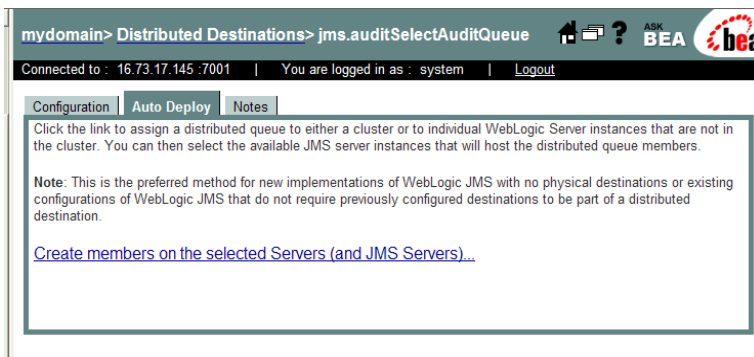 mydomain> Distributed Destinations> jms.auditSelectAuditQueue ? ASK BEA
Connected to : 16.73.17.145 :7001 | You are logged in as : system | Logout
Configuration Auto Deploy Notes
Click the link to assign a distributed queue to either a cluster or to individual WebLogic Server instances that are not in
the cluster. You can then select the available JMS server instances that will host the distributed queue members.
Note: This is the preferred method for new implementations of WebLogic JMS with no physical destinations or existing
configurations of WebLogic JMS that do not require previously configured destinations to be part of a distributed
destination.
Create members on the selected Servers (and JMS Servers)...